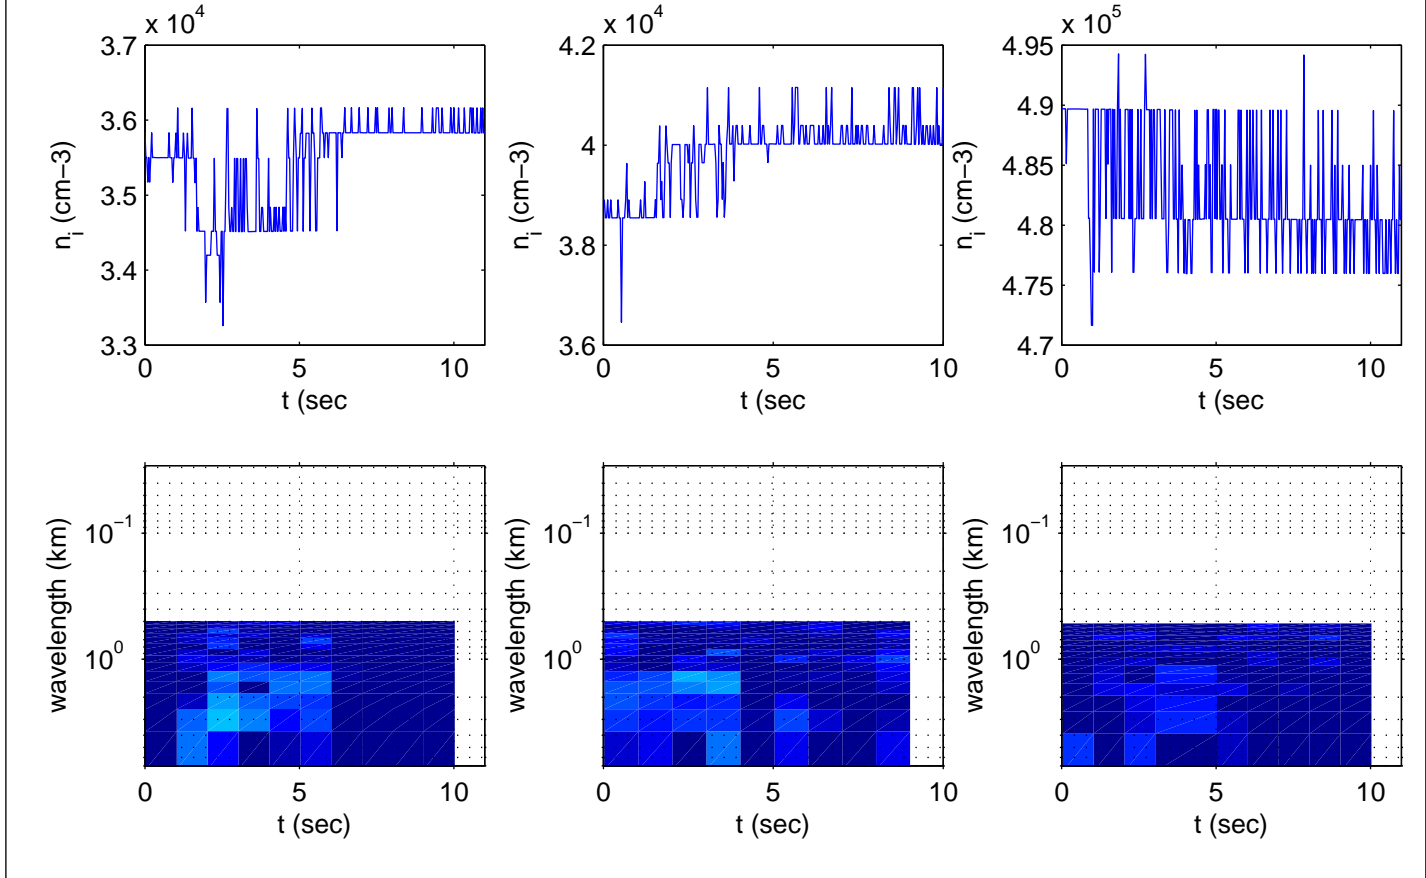 x 10^4
3.7
3.6
3.5
3.4
3.3
n_i (cm−3)
0 5 10
t (sec
x 10^4
4.2
4
3.8
3.6
n_i (cm−3)
0 5 10
t (sec
x 10^5
4.95
4.9
4.85
4.8
4.75
4.7
n_i (cm−3)
0 5 10
t (sec
10^−1
10^0
wavelength (km)
0 5 10
t (sec)
10^−1
10^0
wavelength (km)
0 5 10
t (sec)
10^−1
10^0
wavelength (km)
0 5 10
t (sec)